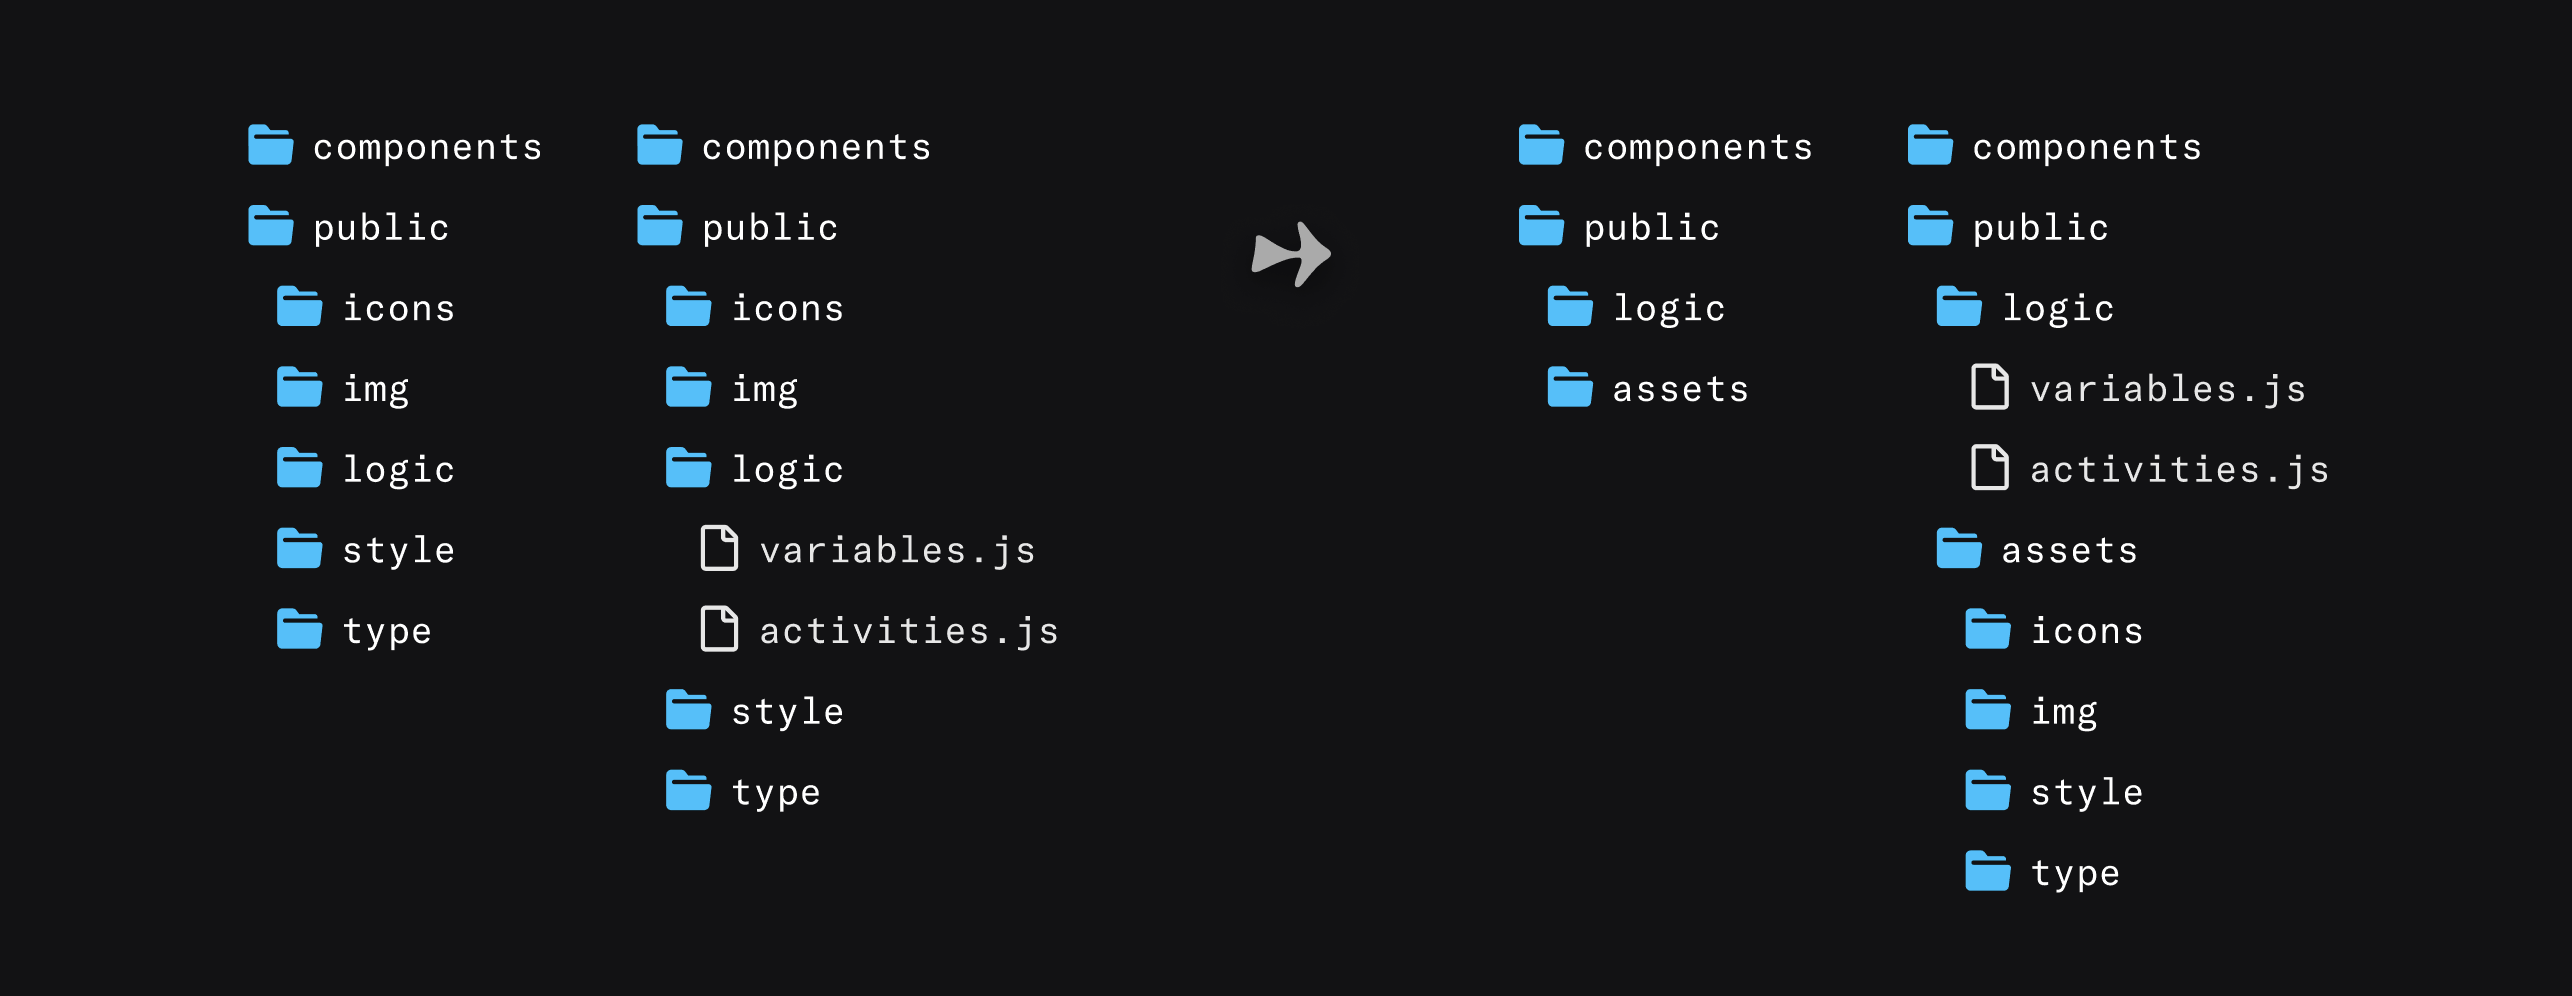 components
public
icons
img
logic
style
type
components
public
icons
img
logic
variables.js
activities.js
style
type
components
public
logic
assets
components
public
logic
variables.js
activities.js
assets
icons
img
style
type